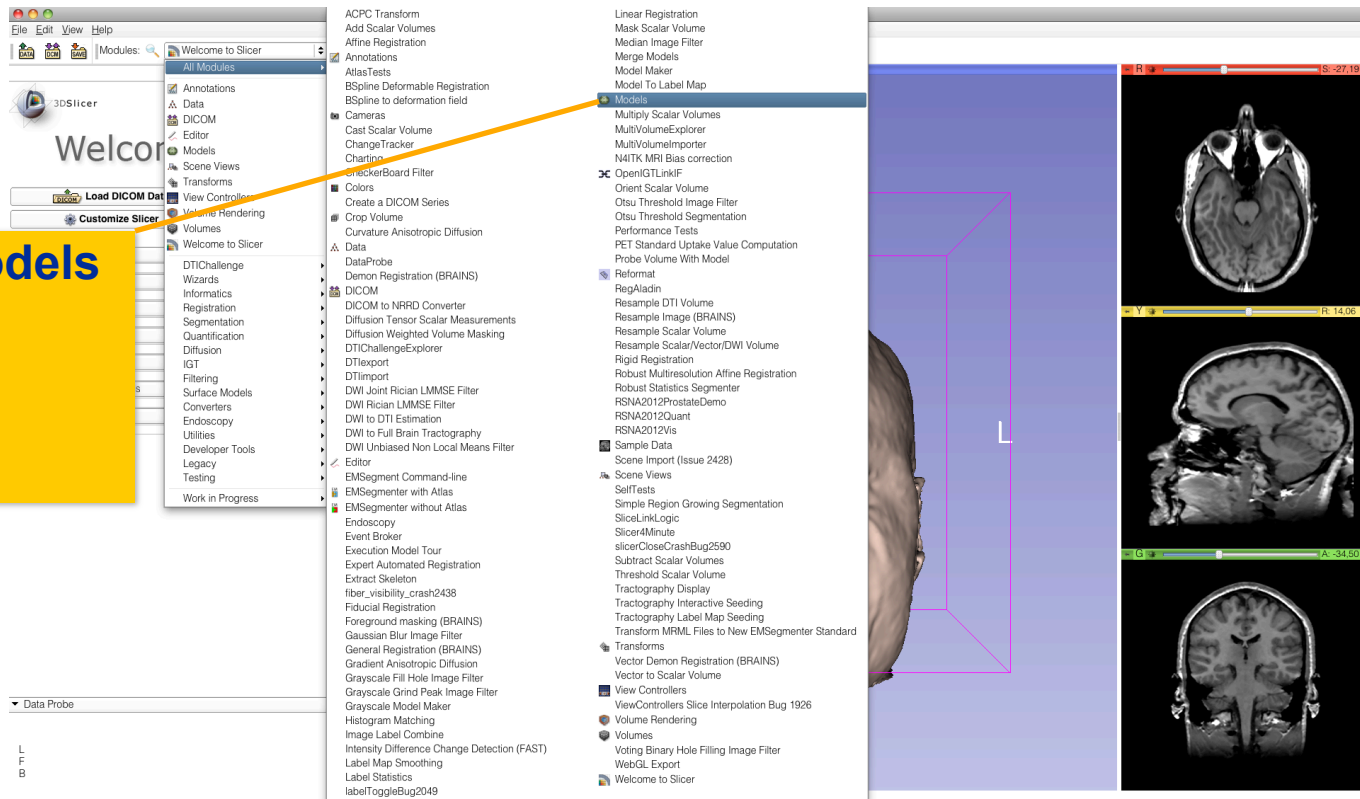 File Edit View Help
DATA DCM SAVE Modules: Welcome to Slicer
3DSlicer
Welcor
Load DICOM Dat
Customize Slicer
odels
s
Data Probe
L
F
B
All Modules
Annotations
Data
DICOM
Editor
Models
Scene Views
Transforms
View Controllers
Volume Rendering
Volumes
Welcome to Slicer
DTIChallenge
Wizards
Informatics
Registration
Segmentation
Quantification
Diffusion
IGT
Filtering
Surface Models
Converters
Endoscopy
Utilities
Developer Tools
Legacy
Testing
Work in Progress
ACPC Transform
Add Scalar Volumes
Affine Registration
Annotations
AtlasTests
BSpline Deformable Registration
BSpline to deformation field
Cameras
Cast Scalar Volume
ChangeTracker
Charting
CheckerBoard Filter
Colors
Create a DICOM Series
Crop Volume
Curvature Anisotropic Diffusion
Data
DataProbe
Demon Registration (BRAINS)
DICOM
DICOM to NRRD Converter
Diffusion Tensor Scalar Measurements
Diffusion Weighted Volume Masking
DTIChallengeExplorer
DTIexport
DTIimport
DWI Joint Rician LMMSE Filter
DWI Rician LMMSE Filter
DWI to DTI Estimation
DWI to Full Brain Tractography
DWI Unbiased Non Local Means Filter
Editor
EMSegment Command-line
EMSegmenter with Atlas
EMSegmenter without Atlas
Endoscopy
Event Broker
Execution Model Tour
Expert Automated Registration
Extract Skeleton
fiber_visibility_crash2438
Fiducial Registration
Foreground masking (BRAINS)
Gaussian Blur Image Filter
General Registration (BRAINS)
Gradient Anisotropic Diffusion
Grayscale Fill Hole Image Filter
Grayscale Grind Peak Image Filter
Grayscale Model Maker
Histogram Matching
Image Label Combine
Intensity Difference Change Detection (FAST)
Label Map Smoothing
Label Statistics
labelToggleBug2049
Linear Registration
Mask Scalar Volume
Median Image Filter
Merge Models
Model Maker
Model To Label Map
Models
Multiply Scalar Volumes
MultiVolumeExplorer
MultiVolumeImporter
N4ITK MRI Bias correction
OpenIGTLinkIF
Orient Scalar Volume
Otsu Threshold Image Filter
Otsu Threshold Segmentation
Performance Tests
PET Standard Uptake Value Computation
Probe Volume With Model
Reformat
RegAladin
Resample DTI Volume
Resample Image (BRAINS)
Resample Scalar Volume
Resample Scalar/Vector/DWI Volume
Rigid Registration
Robust Multiresolution Affine Registration
Robust Statistics Segmenter
RSNA2012ProstateDemo
RSNA2012Quant
RSNA2012Vis
Sample Data
Scene Import (Issue 2428)
Scene Views
SelfTests
Simple Region Growing Segmentation
SliceLinkLogic
Slicer4Minute
slicerCloseCrashBug2590
Subtract Scalar Volumes
Threshold Scalar Volume
Tractography Display
Tractography Interactive Seeding
Tractography Label Map Seeding
Transform MRML Files to New EMSegmenter Standard
Transforms
Vector Demon Registration (BRAINS)
Vector to Scalar Volume
View Controllers
ViewControllers Slice Interpolation Bug 1926
Volume Rendering
Volumes
Voting Binary Hole Filling Image Filter
WebGL Export
Welcome to Slicer
L
R S: -27,19
Y R: 14,06
G A: -34,50